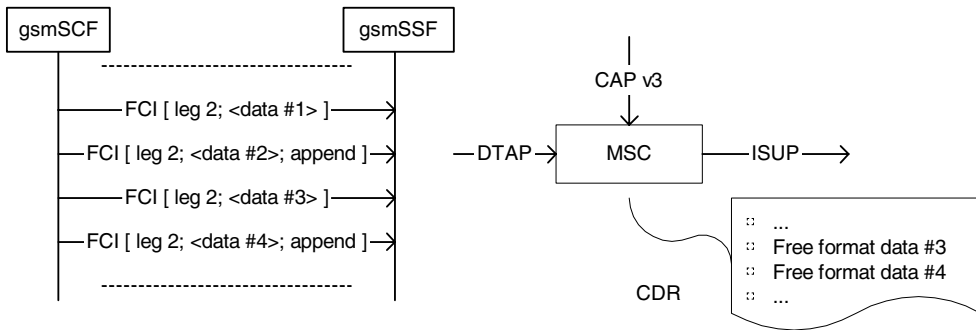 gsmSCF
gsmSSF
FCI [ leg 2; <data #1> ]
FCI [ leg 2; <data #2>; append ]
FCI [ leg 2; <data #3> ]
FCI [ leg 2; <data #4>; append ]
CAP v3
DTAP
MSC
ISUP
...
Free format data #3
Free format data #4
...
CDR